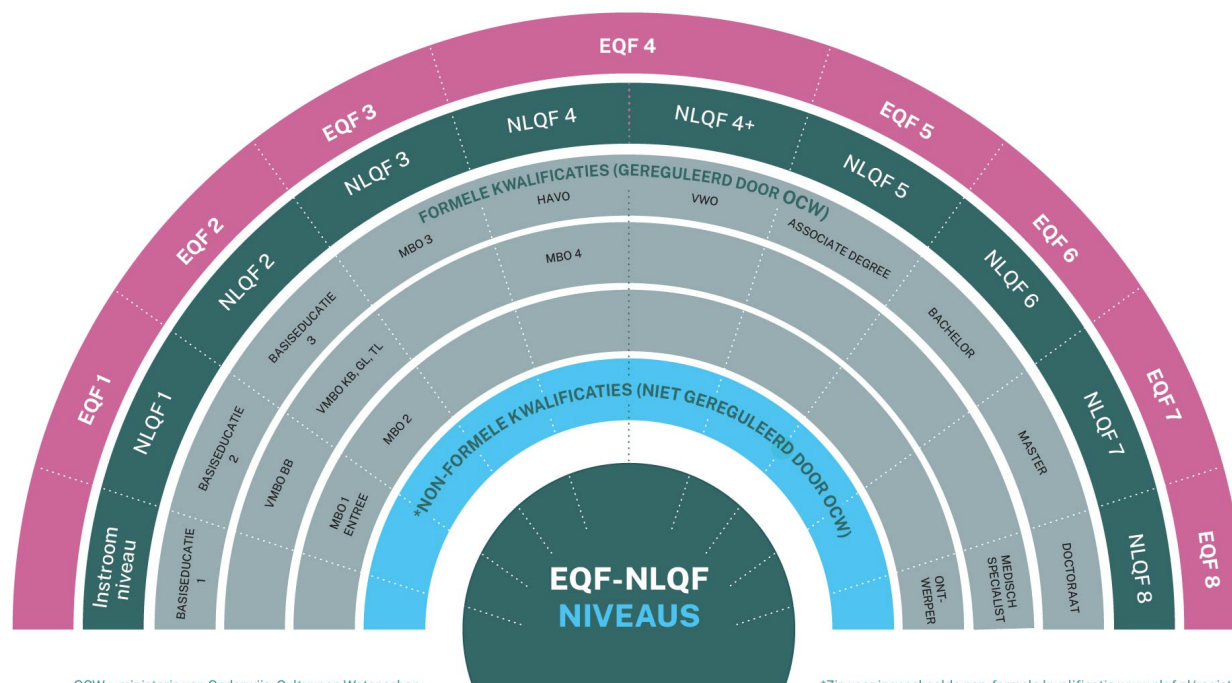 EQF 1
EQF 2
EQF 3
EQF 4
EQF 5
EQF 6
EQF 7
EQF 8
Instroom
niveau
NLQF 1
NLQF 2
NLQF 3
NLQF 4
NLQF 4+
NLQF 5
NLQF 6
NLQF 7
NLQF 8
FORMELE KWALIFICATIES (GEREGULEERD DOOR OCW)
BASISEDUCATIE
1
BASISEDUCATIE
2
BASISEDUCATIE
3
MBO 3
HAVO
VWO
ASSOCIATE DEGREE
BACHELOR
MASTER
DOCTORAAT
VMBO BB
VMBO KB, GL, TL
MBO 4
MEDISCH
SPECIALIST
MBO 1
ENTREE
MBO 2
ONT-
WERPER
*NON-FORMELE KWALIFICATIES (NIET GEREGULEERD DOOR OCW)
EQF-NLQF
NIVEAUS